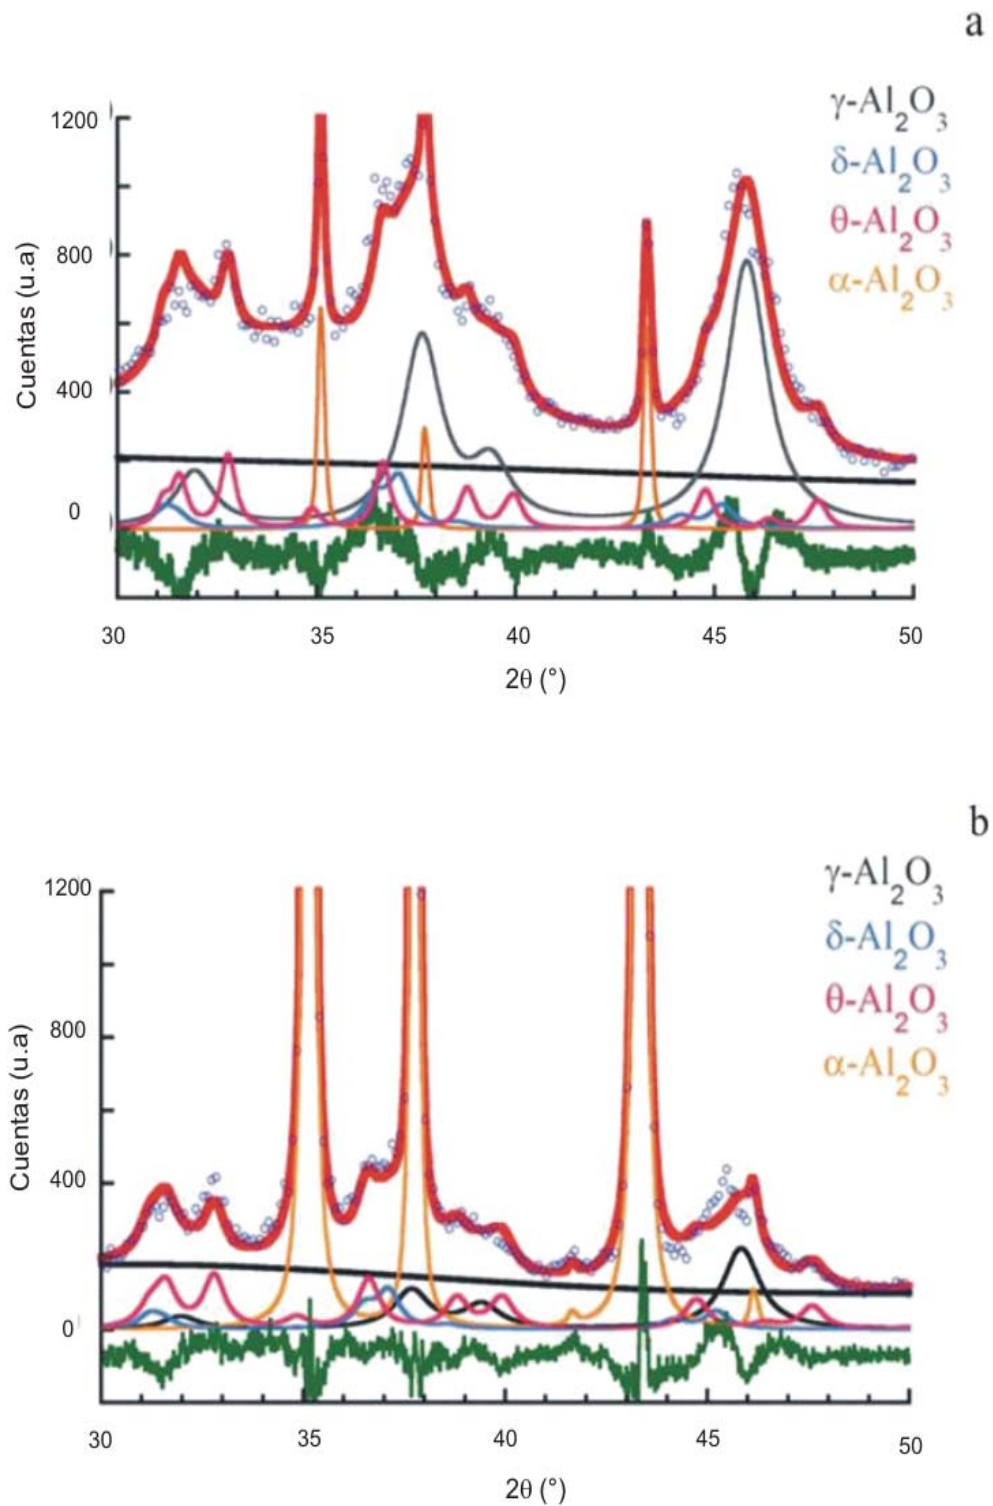 a
γ-Al₂O₃
δ-Al₂O₃
θ-Al₂O₃
α-Al₂O₃
1200
800
400
0
Cuentas (u.a)
30 35 40 45 50
2θ (°)
b
γ-Al₂O₃
δ-Al₂O₃
θ-Al₂O₃
α-Al₂O₃
1200
800
400
0
Cuentas (u.a)
30 35 40 45 50
2θ (°)